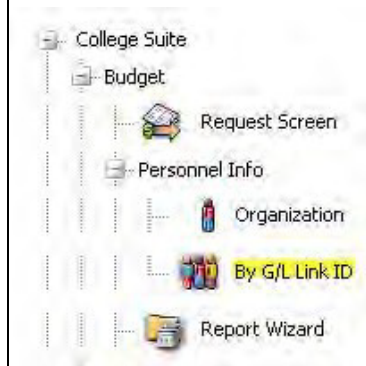 College Suite
Budget
Request Screen
Personnel Info
Organization
By G/L Link ID
Report Wizard